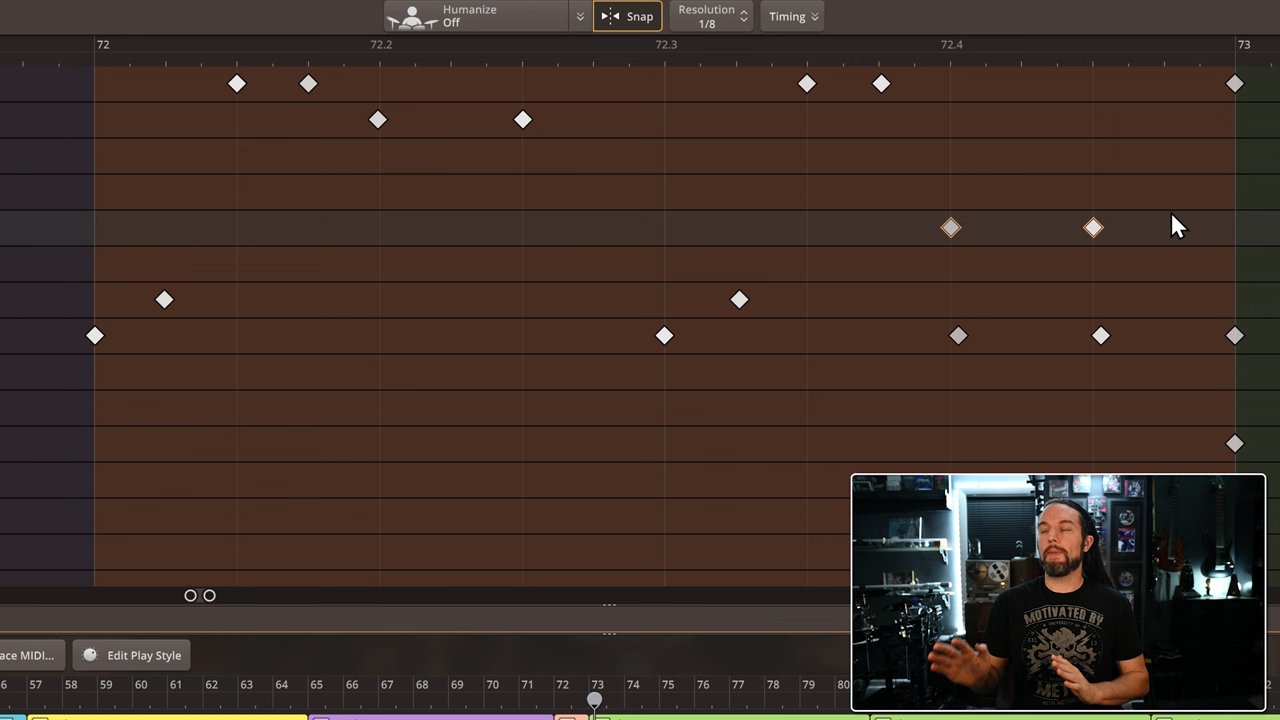 Humanize
Off
Snap
Resolution
1/8
Timing
72
72.2
72.3
72.4
73
MOTIVATED BY
ace MIDI...
Edit Play Style
57 58 59 60 61 62 63 64 65 66 67 68 69 70 71 72 73 74 75 76 77 78 79 80